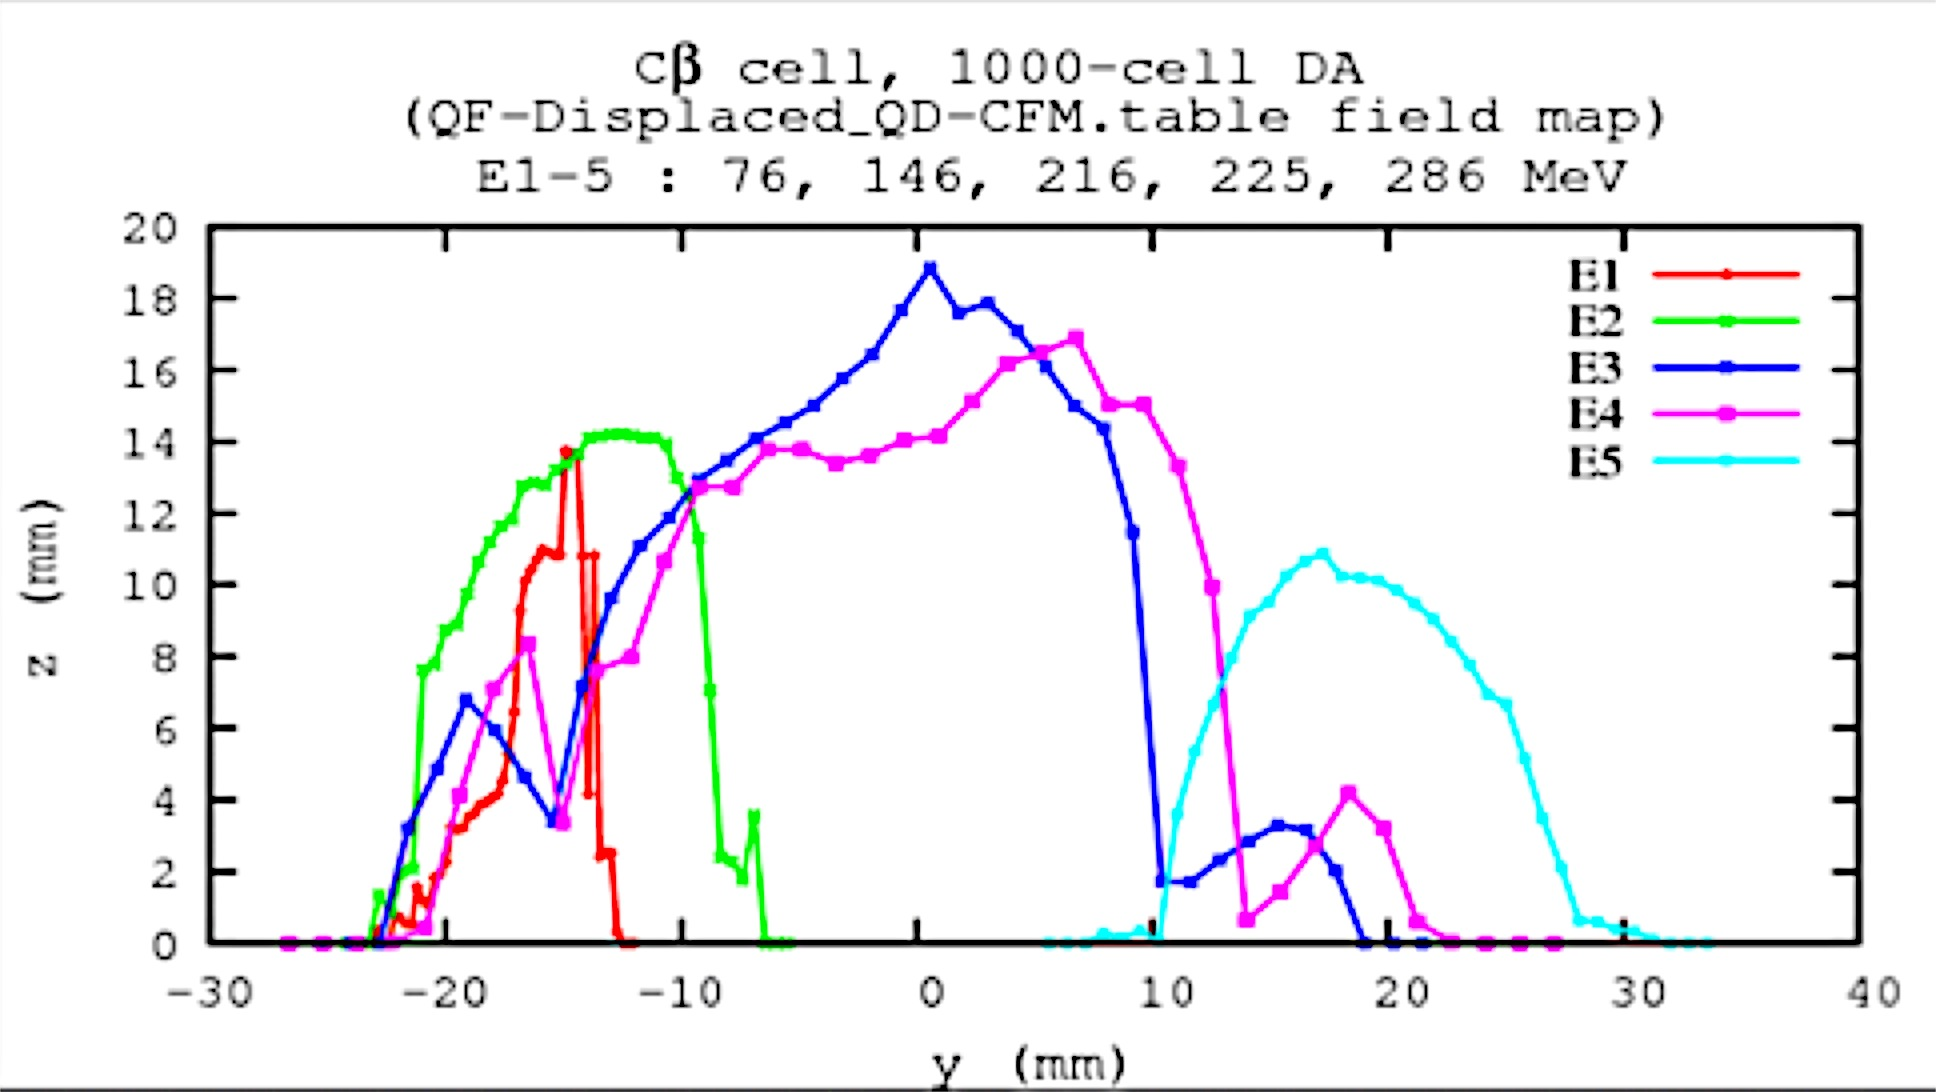 Cβ cell, 1000-cell DA
(QF-Displaced_QD-CFM.table field map)
E1-5 : 76, 146, 216, 225, 286 MeV
20
18
16
14
12
10
8
6
4
2
0
z (mm)
E1
E2
E3
E4
E5
-30 -20 -10 0 10 20 30 40
y (mm)